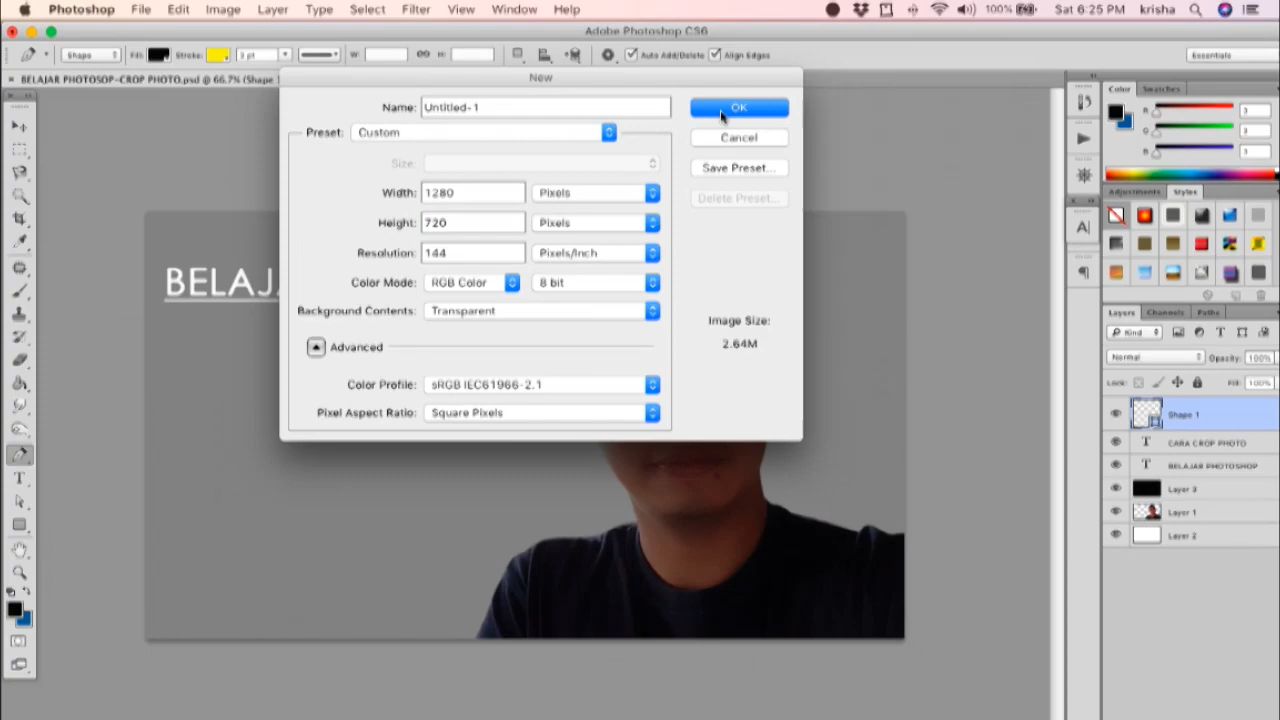 Photoshop File Edit Image Layer Type Select Filter View Window Help 100% Sat 6:25 PM krisha
Adobe Photoshop CS6
Shape Fill: Stroke: 3 pt W: H: Auto Add/Delete Align Edges Essentials
BELAJAR PHOTOSOP-CROP PHOTO.psd @ 66.7% (Shape
New
Name: Untitled-1 OK
Preset: Custom Cancel
Size: Save Preset...
Width: 1280 Pixels Delete Preset...
Height: 720 Pixels
Resolution: 144 Pixels/Inch
Color Mode: RGB Color 8 bit
Background Contents: Transparent
Image Size:
2.64M
Advanced
Color Profile: sRGB IEC61966-2.1
Pixel Aspect Ratio: Square Pixels
BELAJ
Color Swatches
R 3
G 3
B 3
Adjustments Styles
Layers Channels Paths
Kind
Normal Opacity: 100%
Lock: Fill: 100%
Shape 1
T CARA CROP PHOTO
T BELAJAR PHOTOSHOP
Layer 3
Layer 1
Layer 2